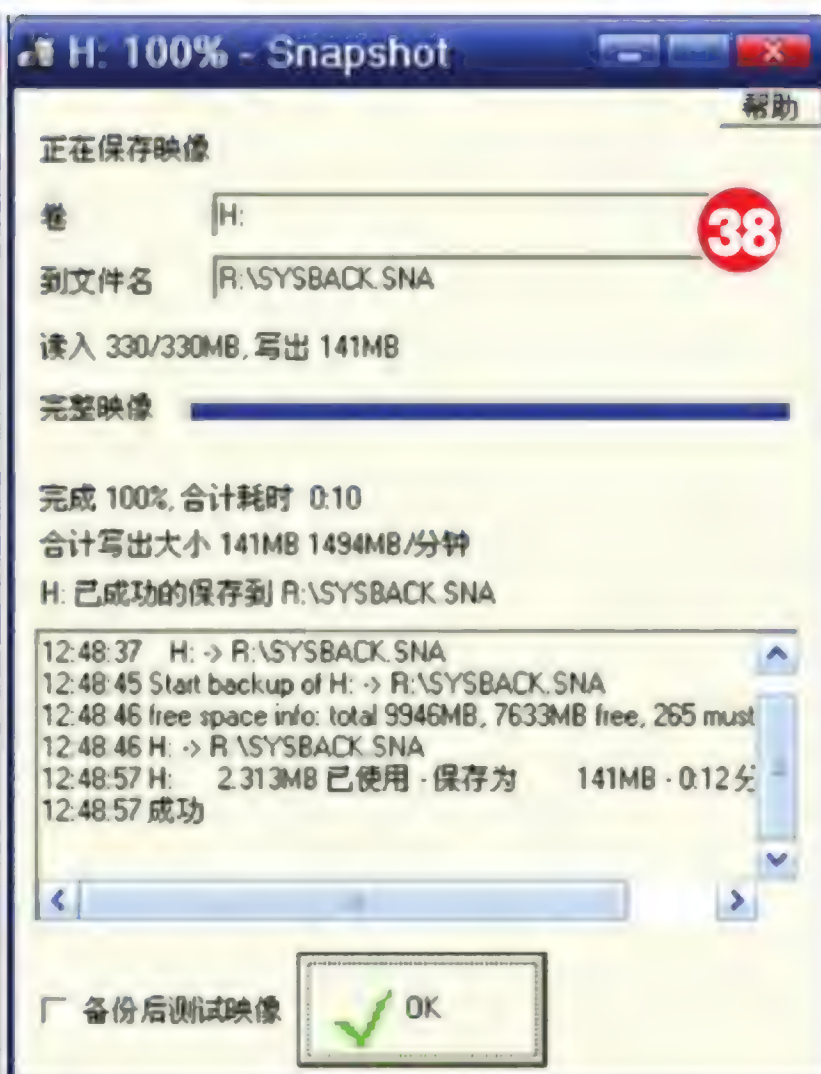 H: 100% - Snapshot
帮助
正在保存映像
卷 H:
38
到文件名 R:\SYSBACK.SNA
读入 330/330MB, 写出 141MB
完整映像
完成 100%, 合计耗时 0:10
合计写出大小 141MB 1494MB/分钟
H: 已成功的保存到 R:\SYSBACK.SNA
12:48:37 H: -> R:\SYSBACK.SNA
12:48:45 Start backup of H: -> R:\SYSBACK.SNA
12:48:46 free space info: total 9946MB, 7633MB free, 265 must
12:48:46 H: -> R:\SYSBACK.SNA
12:48:57 H: 2.313MB 已使用 - 保存为 141MB - 0:12 分
12:48:57 成功
备份后测试映像 OK